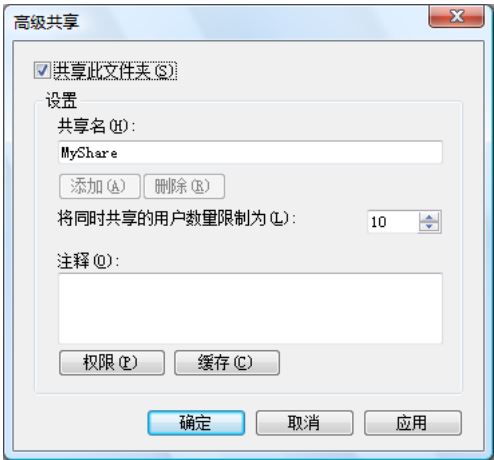 高级共享
共享此文件夹(S)
设置
共享名(H):
MyShare
添加(A) 删除(R)
将同时共享的用户数量限制为(L): 10
注释(O):
权限(P) 缓存(C)
确定 取消 应用